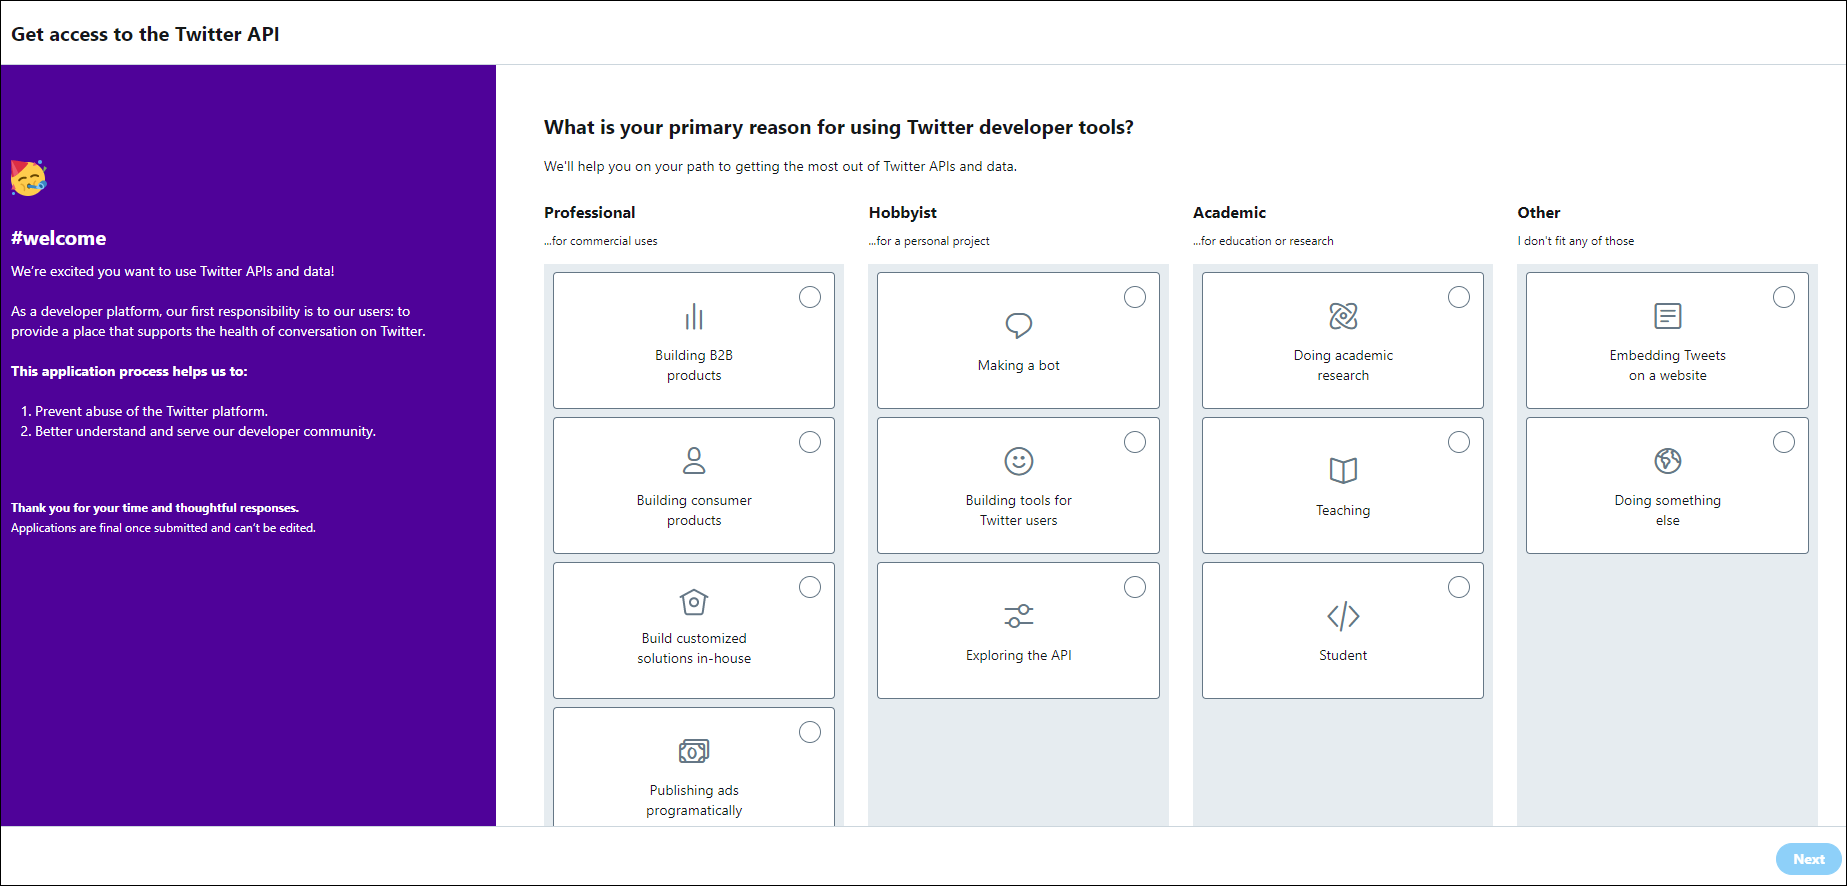 Get access to the Twitter API
#welcome
We're excited you want to use Twitter APIs and data!
As a developer platform, our first responsibility is to our users: to
provide a place that supports the health of conversation on Twitter.
This application process helps us to:
1. Prevent abuse of the Twitter platform.
2. Better understand and serve our developer community.
Thank you for your time and thoughtful responses.
Applications are final once submitted and can't be edited.
What is your primary reason for using Twitter developer tools?
We'll help you on your path to getting the most out of Twitter APIs and data.
Professional
...for commercial uses
Building B2B
products
Building consumer
products
Build customized
solutions in-house
Publishing ads
programatically
Hobbyist
...for a personal project
Making a bot
Building tools for
Twitter users
Exploring the API
Academic
...for education or research
Doing academic
research
Teaching
Student
Other
I don't fit any of those
Embedding Tweets
on a website
Doing something
else
Next